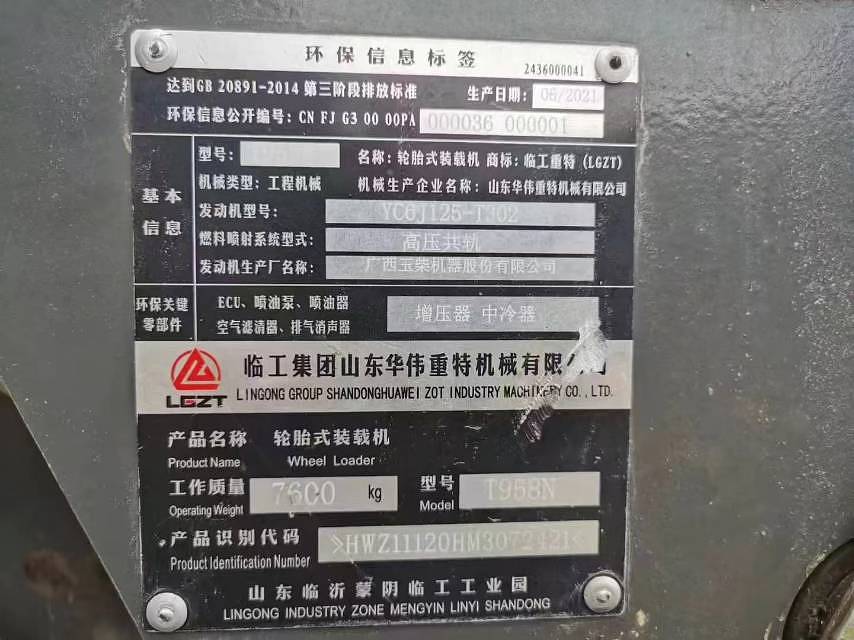 环保信息标签
2436000041
达到GB 20891-2014 第三阶段排放标准 生产日期: 06/2021
环保信息公开编号: CN FJ G3 00 00PA 000036 000001
基本信息
型号: 名称: 轮胎式装载机 商标: 临工重特 (LGZT)
机械类型: 工程机械 机械生产企业名称: 山东华伟重特机械有限公司
发动机型号: YC6J125-T302
燃料喷射系统型式: 高压共轨
发动机生产厂名称: 广西玉柴机器股份有限公司
环保关键零部件
ECU、喷油泵、喷油器
空气滤清器、排气消声器
增压器 中冷器
LGZT
临工集团山东华伟重特机械有限公司
LINGONG GROUP SHANDONGHUAWEI ZOT INDUSTRY MACHINERY CO., LTD.
产品名称 轮胎式装载机
Product Name Wheel Loader
工作质量 7600 kg 型号 T958N
Operating Weight Model
产品识别代码 >HWZ11120HM3072421<
Product Identification Number
山东临沂蒙阴临工工业园
LINGONG INDUSTRY ZONE MENGYIN LINYI SHANDONG